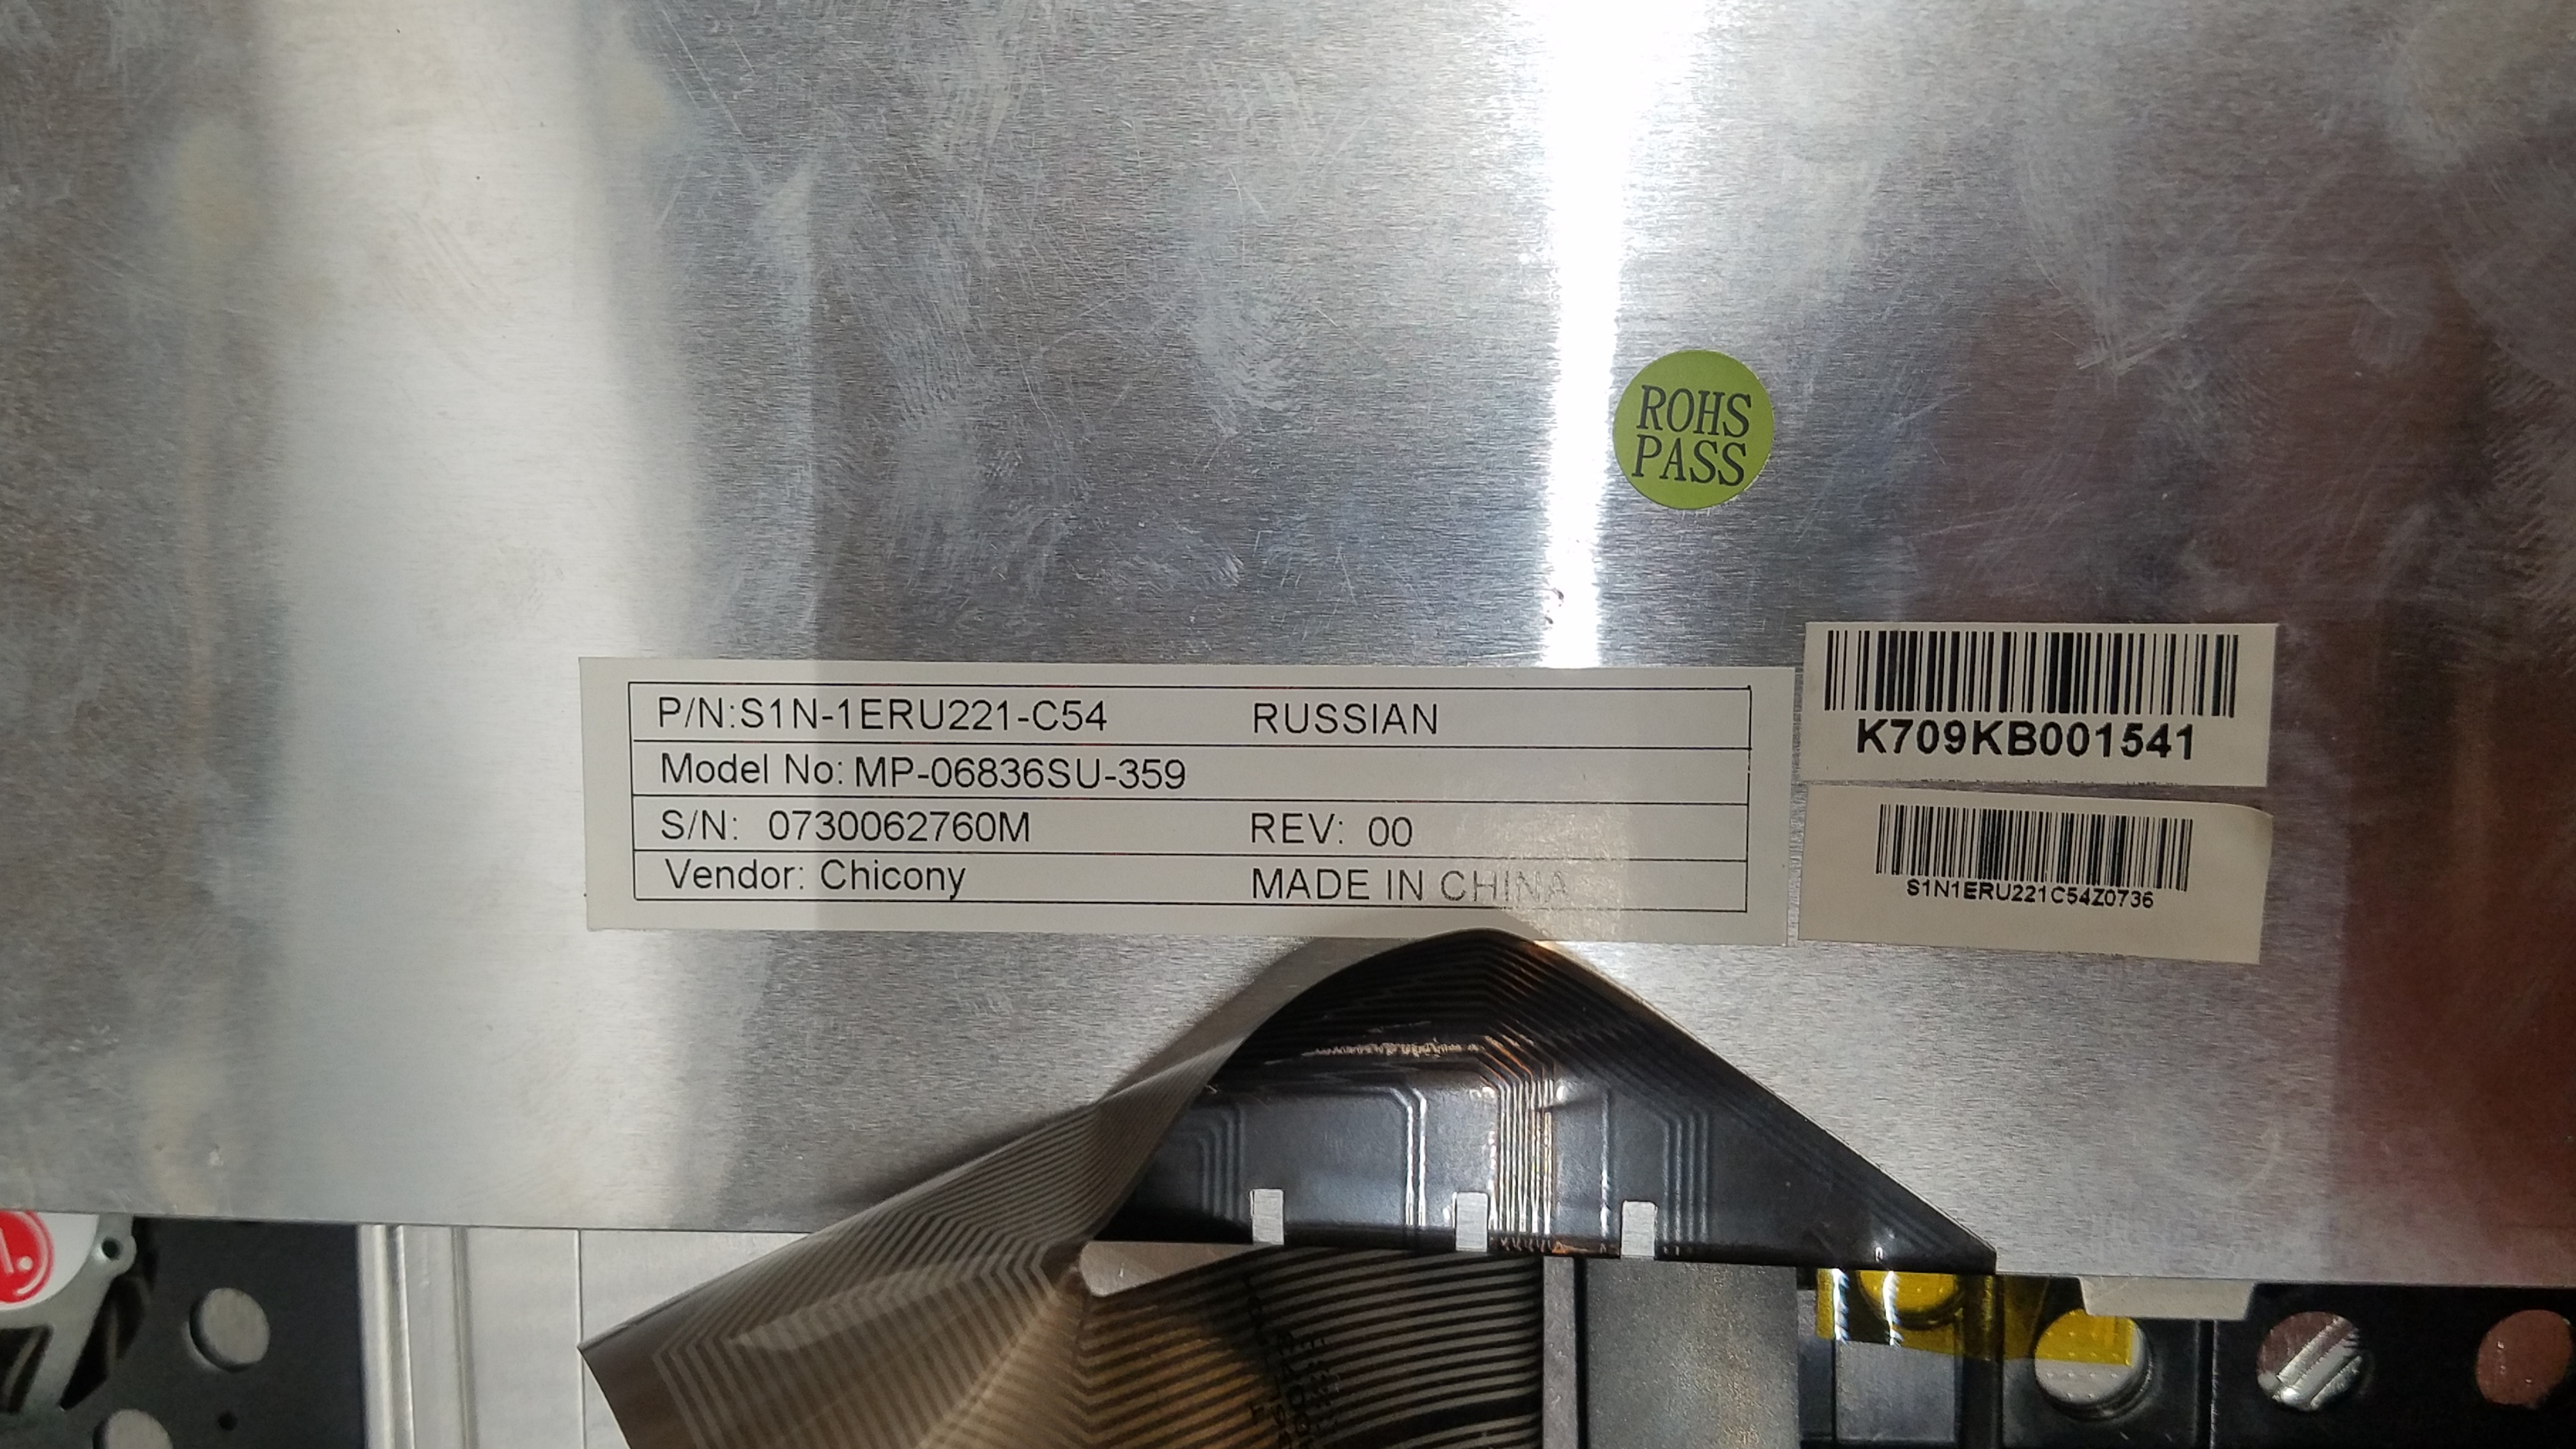 ROHS
PASS
P/N:S1N-1ERU221-C54 RUSSIAN
Model No: MP-06836SU-359
S/N: 0730062760M REV: 00
Vendor: Chicony MADE IN CHINA
K709KB001541
S1N1ERU221C54Z0736